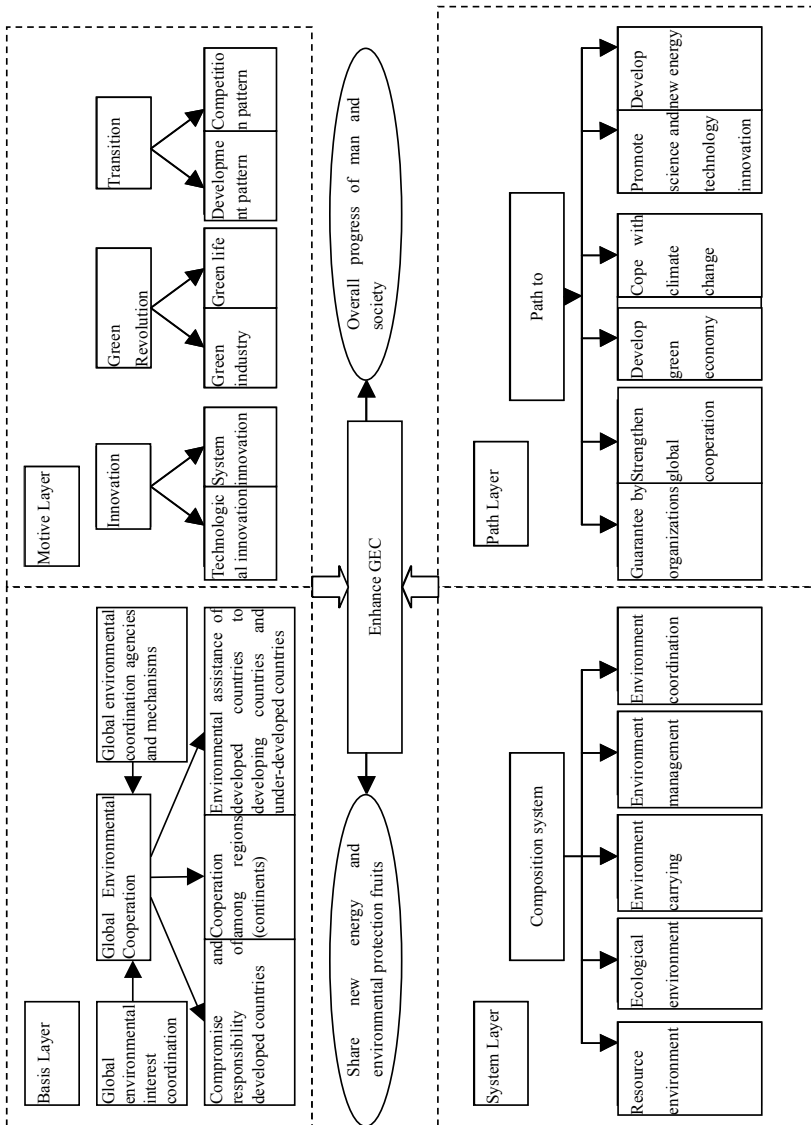 Basis Layer
Global
environmental
interest
coordination
Global Environmental
Cooperation
Global environmental
coordination agencies
and mechanisms
Compromise and
responsibility of
developed countries
Cooperation
among regions
(continents)
Environmental assistance of
developed countries to
developing countries and
under-developed countries
Motive Layer
Innovation
Technologic
al innovation
System
innovation
Green
Revolution
Green
industry
Green life
Transition
Developme
nt pattern
Competitio
n pattern
Share new energy and
environmental protection fruits
Enhance GEC
Overall progress of man and
society
System Layer
Composition system
Resource
environment
Ecological
environment
Environment
carrying
Environment
management
Environment
coordination
Path Layer
Path to
Guarantee by
organizations
Strengthen
global
cooperation
Develop
green
economy
Cope with
climate
change
Promote
science and
technology
innovation
Develop
new energy